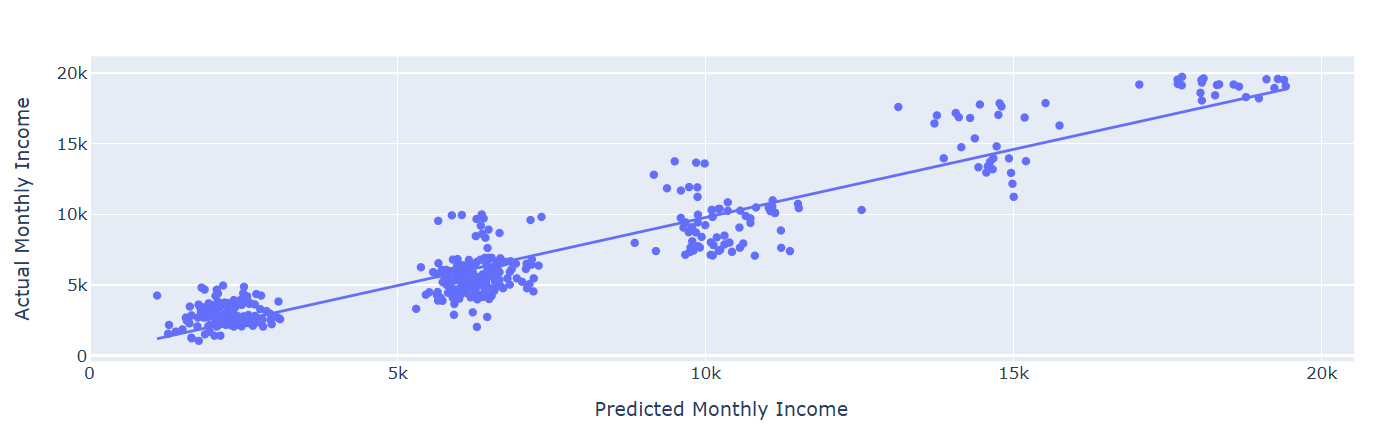 20k
15k
10k
5k
0
Actual Monthly Income
0
5k
10k
15k
20k
Predicted Monthly Income